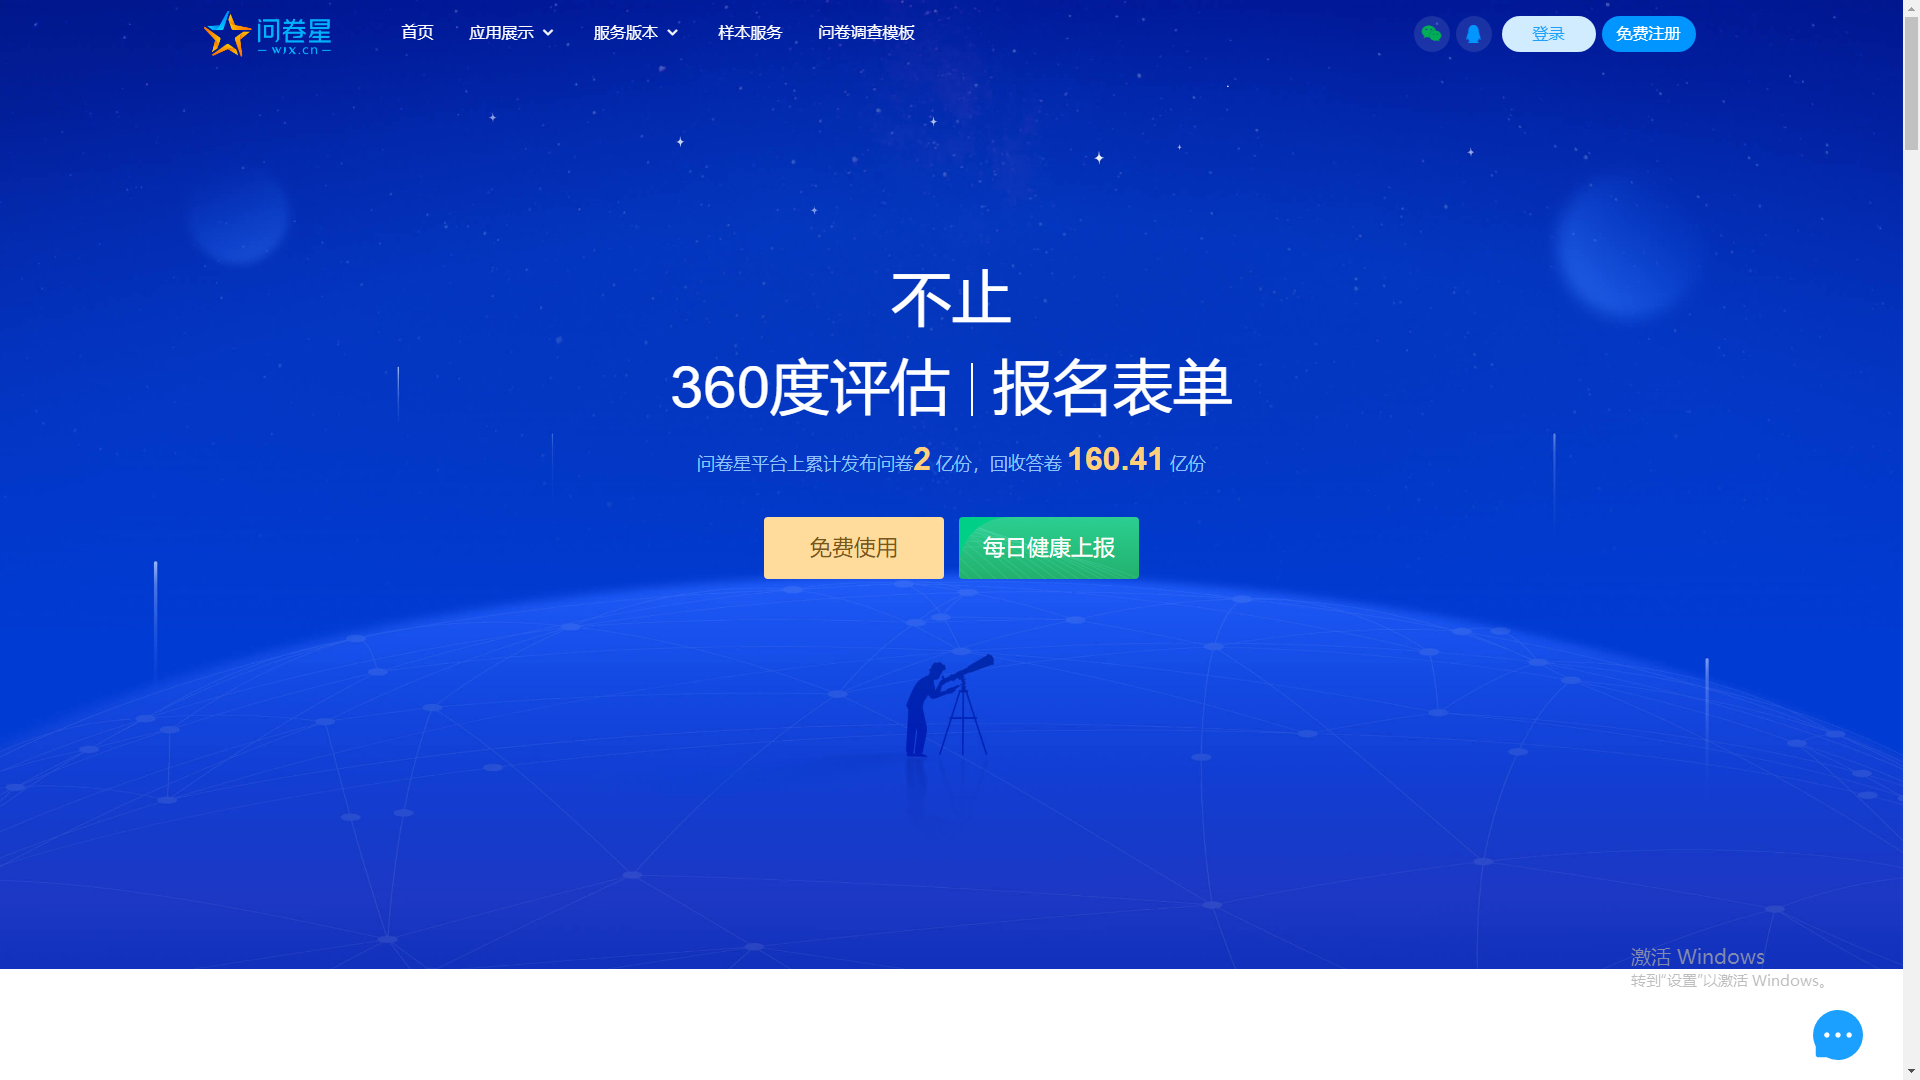 问卷星
wjx.cn
首页
应用展示
服务版本
样本服务
问卷调查模板
登录
免费注册
不止
360度评估|报名表单
问卷星平台上累计发布问卷2 亿份，回收答卷 160.41 亿份
免费使用
每日健康上报
激活 Windows
转到"设置"以激活 Windows。